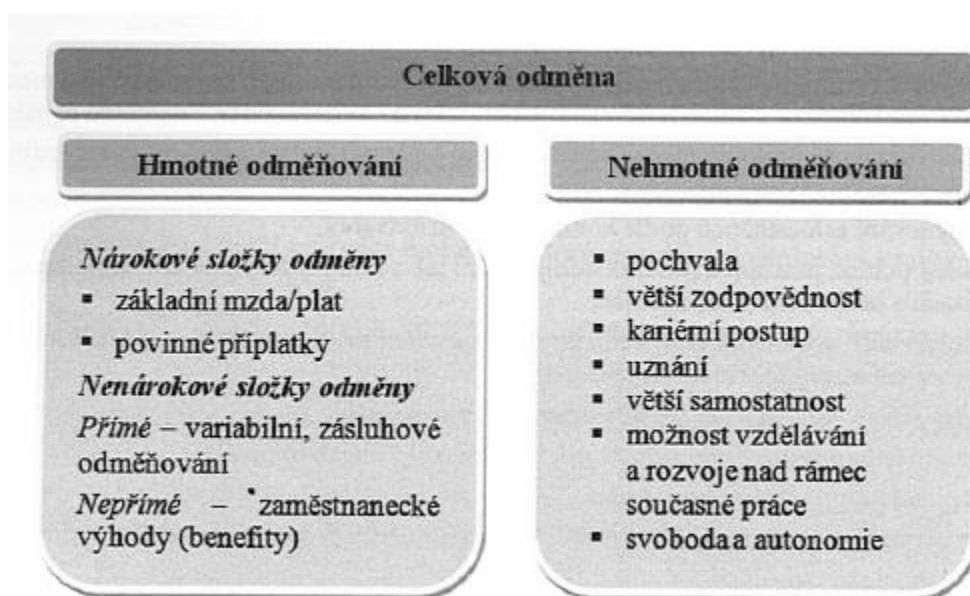 Celková odměna
Hmotné odměňování
Nárokové složky odměny
▪ základní mzda/plat
▪ povinné příplatky
Nenárokové složky odměny
Přímé – variabilní, zásluhové
odměňování
Nepřímé – zaměstnanecké
výhody (benefity)
Nehmotné odměňování
▪ pochvala
▪ větší zodpovědnost
▪ kariérní postup
▪ uznání
▪ větší samostatnost
▪ možnost vzdělávání
a rozvoje nad rámec
současné práce
▪ svoboda a autonomie